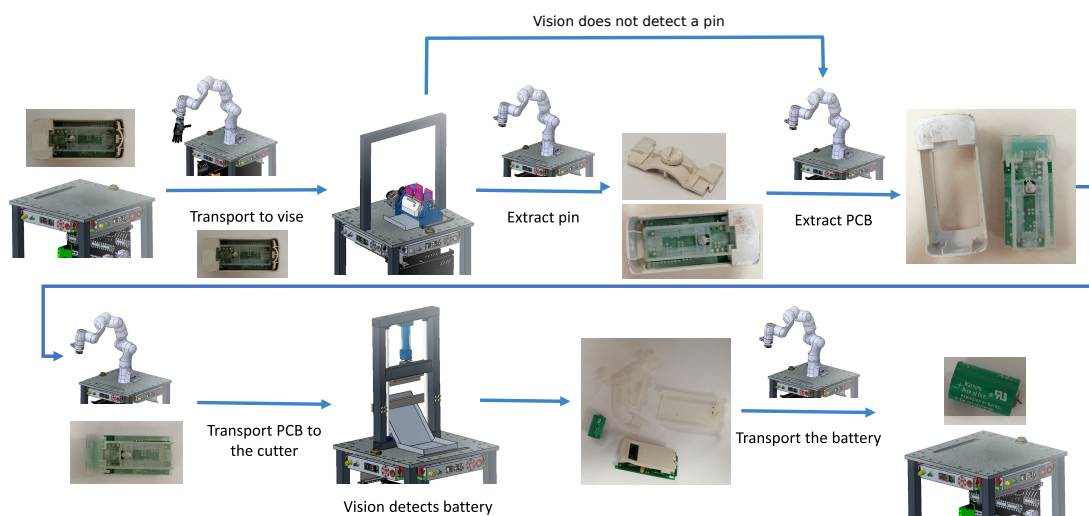 Vision does not detect a pin
Transport to vise
Extract pin
Extract PCB
Transport PCB to
the cutter
Vision detects battery
Transport the battery
Warning